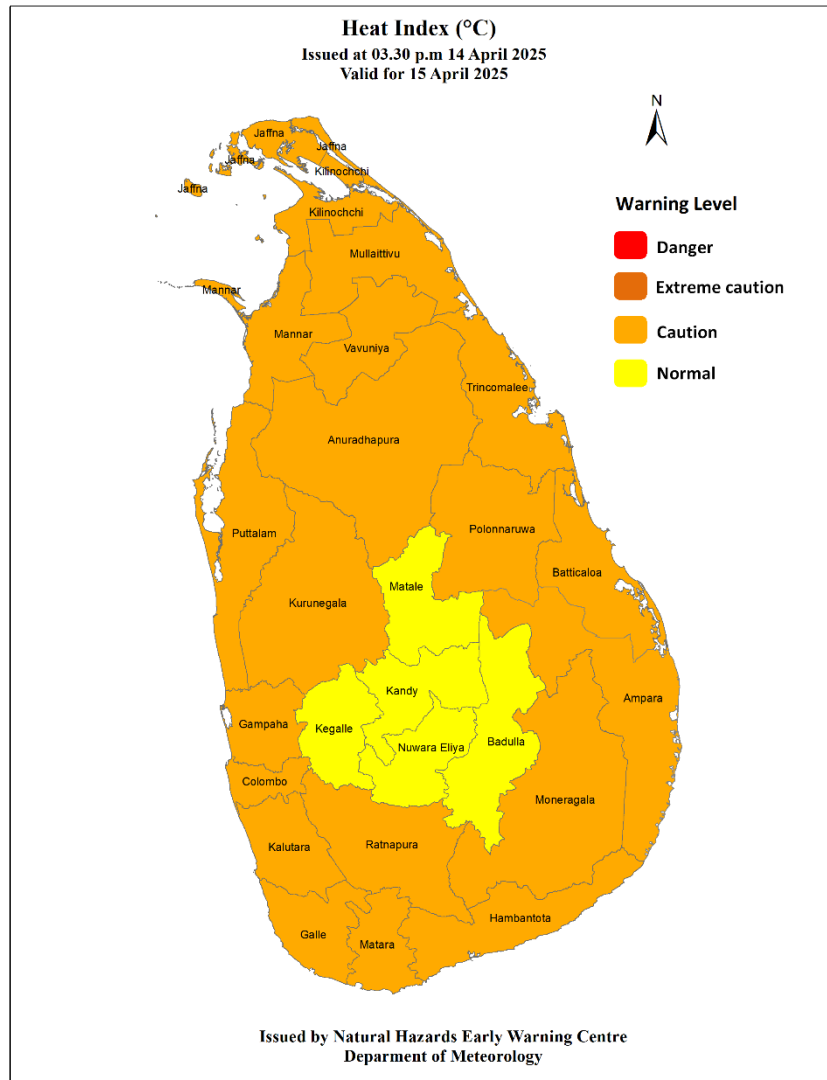 Heat Index (°C)
Issued at 03.30 p.m 14 April 2025
Valid for 15 April 2025
N
Jaffna
Jaffna
Jaffna
Kilinochchi
Jaffna
Kilinochchi
Mullaittivu
Mannar
Mannar
Vavuniya
Trincomalee
Anuradhapura
Polonnaruwa
Puttalam
Batticaloa
Matale
Kurunegala
Kandy
Ampara
Gampaha
Kegalle
Nuwara Eliya
Badulla
Colombo
Moneragala
Kalutara
Ratnapura
Hambantota
Galle
Matara
Warning Level
Danger
Extreme caution
Caution
Normal
Issued by Natural Hazards Early Warning Centre
Deparment of Meteorology